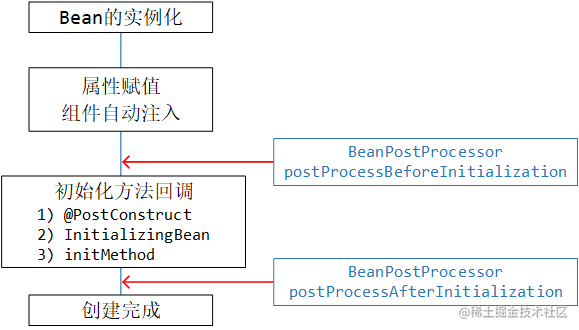 Bean的实例化
属性赋值
组件自动注入
BeanPostProcessor
postProcessBeforeInitialization
初始化方法回调
1) @PostConstruct
2) InitializingBean
3) initMethod
BeanPostProcessor
postProcessAfterInitialization
创建完成
@稀土掘金技术社区